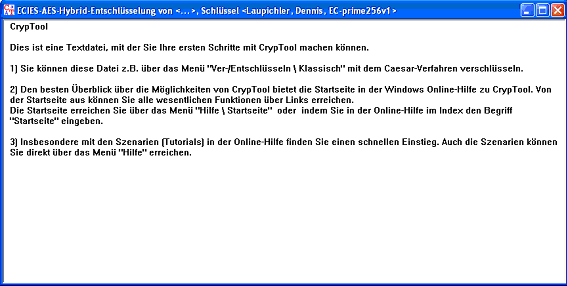 ECIES-AES-Hybrid-Entschlüsselung von <...>, Schlüssel <Laupichler, Dennis, EC-prime256v1>
CrypTool
Dies ist eine Textdatei, mit der Sie Ihre ersten Schritte mit CrypTool machen können.
1) Sie können diese Datei z.B. über das Menü "Ver-/Entschlüsseln \ Klassisch" mit dem Caesar-Verfahren verschlüsseln.
2) Den besten Überblick über die Möglichkeiten von CrypTool bietet die Startseite in der Windows Online-Hilfe zu CrypTool. Von
der Startseite aus können Sie alle wesentlichen Funktionen über Links erreichen.
Die Startseite erreichen Sie über das Menü "Hilfe \ Startseite"  oder  indem Sie in der Online-Hilfe im Index den Begriff
"Startseite" eingeben.
3) Insbesondere mit den Szenarien (Tutorials) in der Online-Hilfe finden Sie einen schnellen Einstieg. Auch die Szenarien können
Sie direkt über das Menü "Hilfe" erreichen.